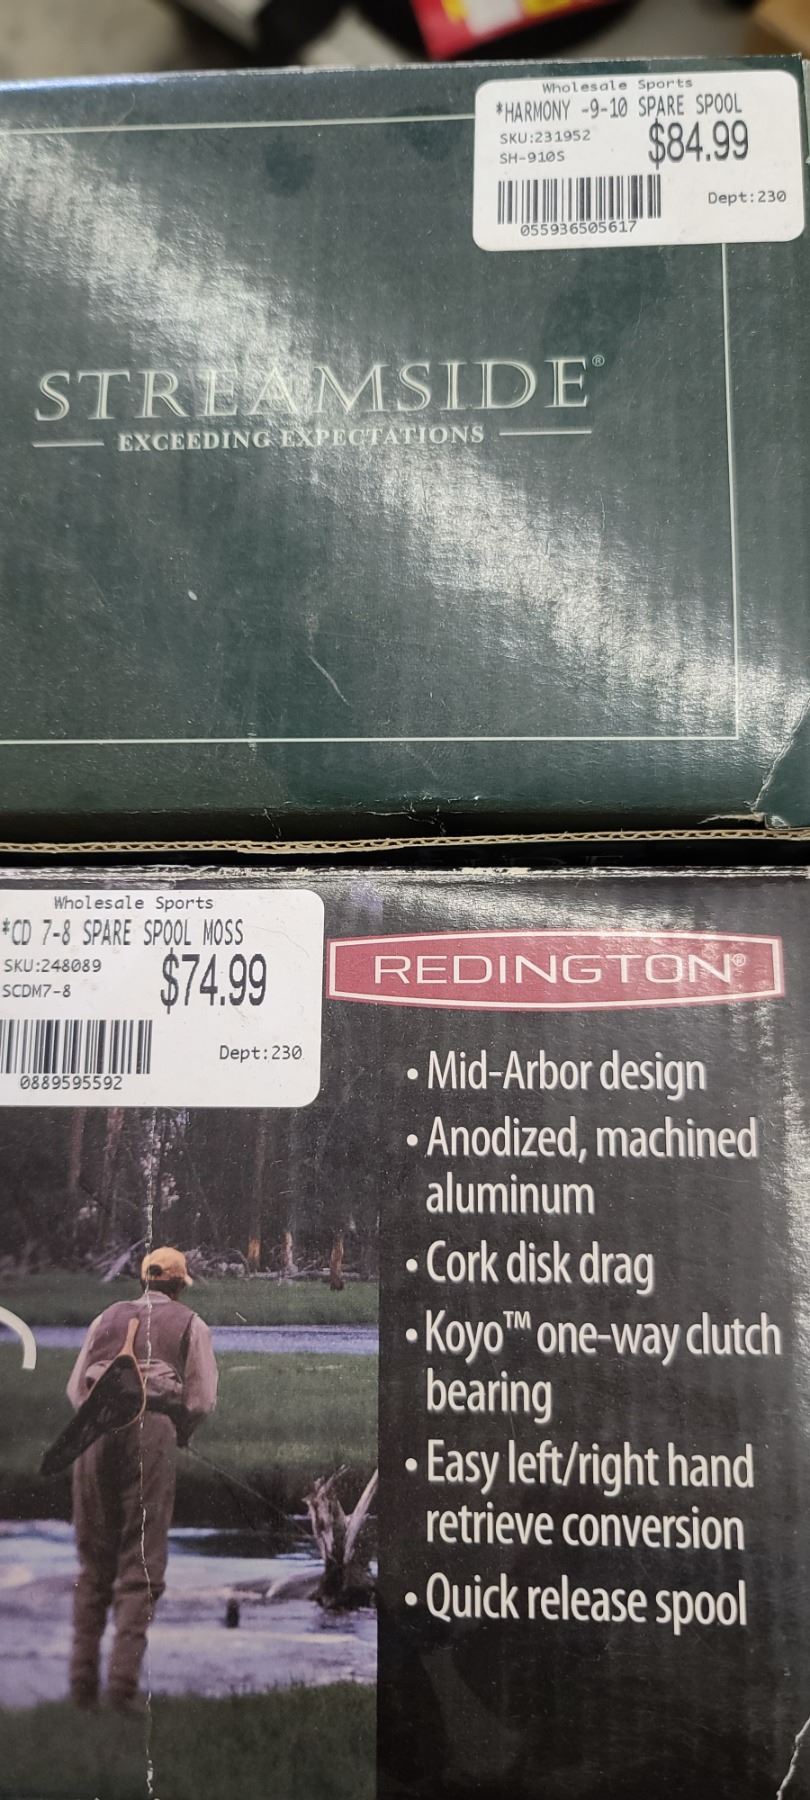 Wholesale Sports
*HARMONY -9-10 SPARE SPOOL
SKU:231952
$84.99
SH-910S
Dept:230
055936505617
STREAMSIDE®
EXCEEDING EXPECTATIONS
Wholesale Sports
*CD 7-8 SPARE SPOOL MOSS
SKU:248089
$74.99
SCDM7-8
Dept:230
0889595592
REDINGTON®
• Mid-Arbor design
• Anodized, machined
aluminum
• Cork disk drag
• Koyo™ one-way clutch
bearing
• Easy left/right hand
retrieve conversion
• Quick release spool